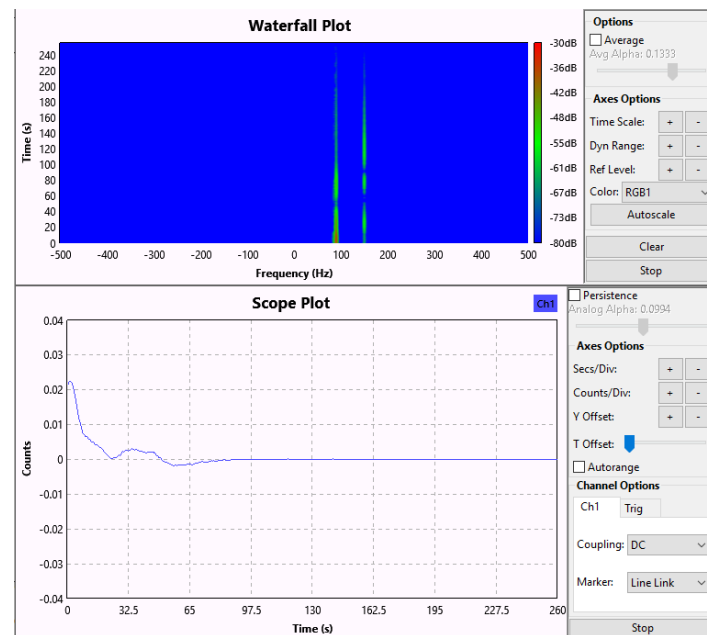 Waterfall Plot
240
220
200
180
160
140
120
100
80
60
40
20
0
Time (s)
-500 -400 -300 -200 -100 0 100 200 300 400 500
Frequency (Hz)
-30dB
-36dB
-42dB
-48dB
-55dB
-61dB
-67dB
-73dB
-80dB
Options
Average
Avg Alpha: 0.1333
Axes Options
Time Scale: + -
Dyn Range: + -
Ref Level: + -
Color: RGB1
Autoscale
Clear
Stop
Scope Plot
Ch1
0.04
0.03
0.02
0.01
0
-0.01
-0.02
-0.03
-0.04
Counts
0 32.5 65 97.5 130 162.5 195 227.5 260
Time (s)
Persistence
Analog Alpha: 0.0994
Axes Options
Secs/Div: + -
Counts/Div: + -
Y Offset: + -
T Offset:
Autorange
Channel Options
Ch1 Trig
Coupling: DC
Marker: Line Link
Stop